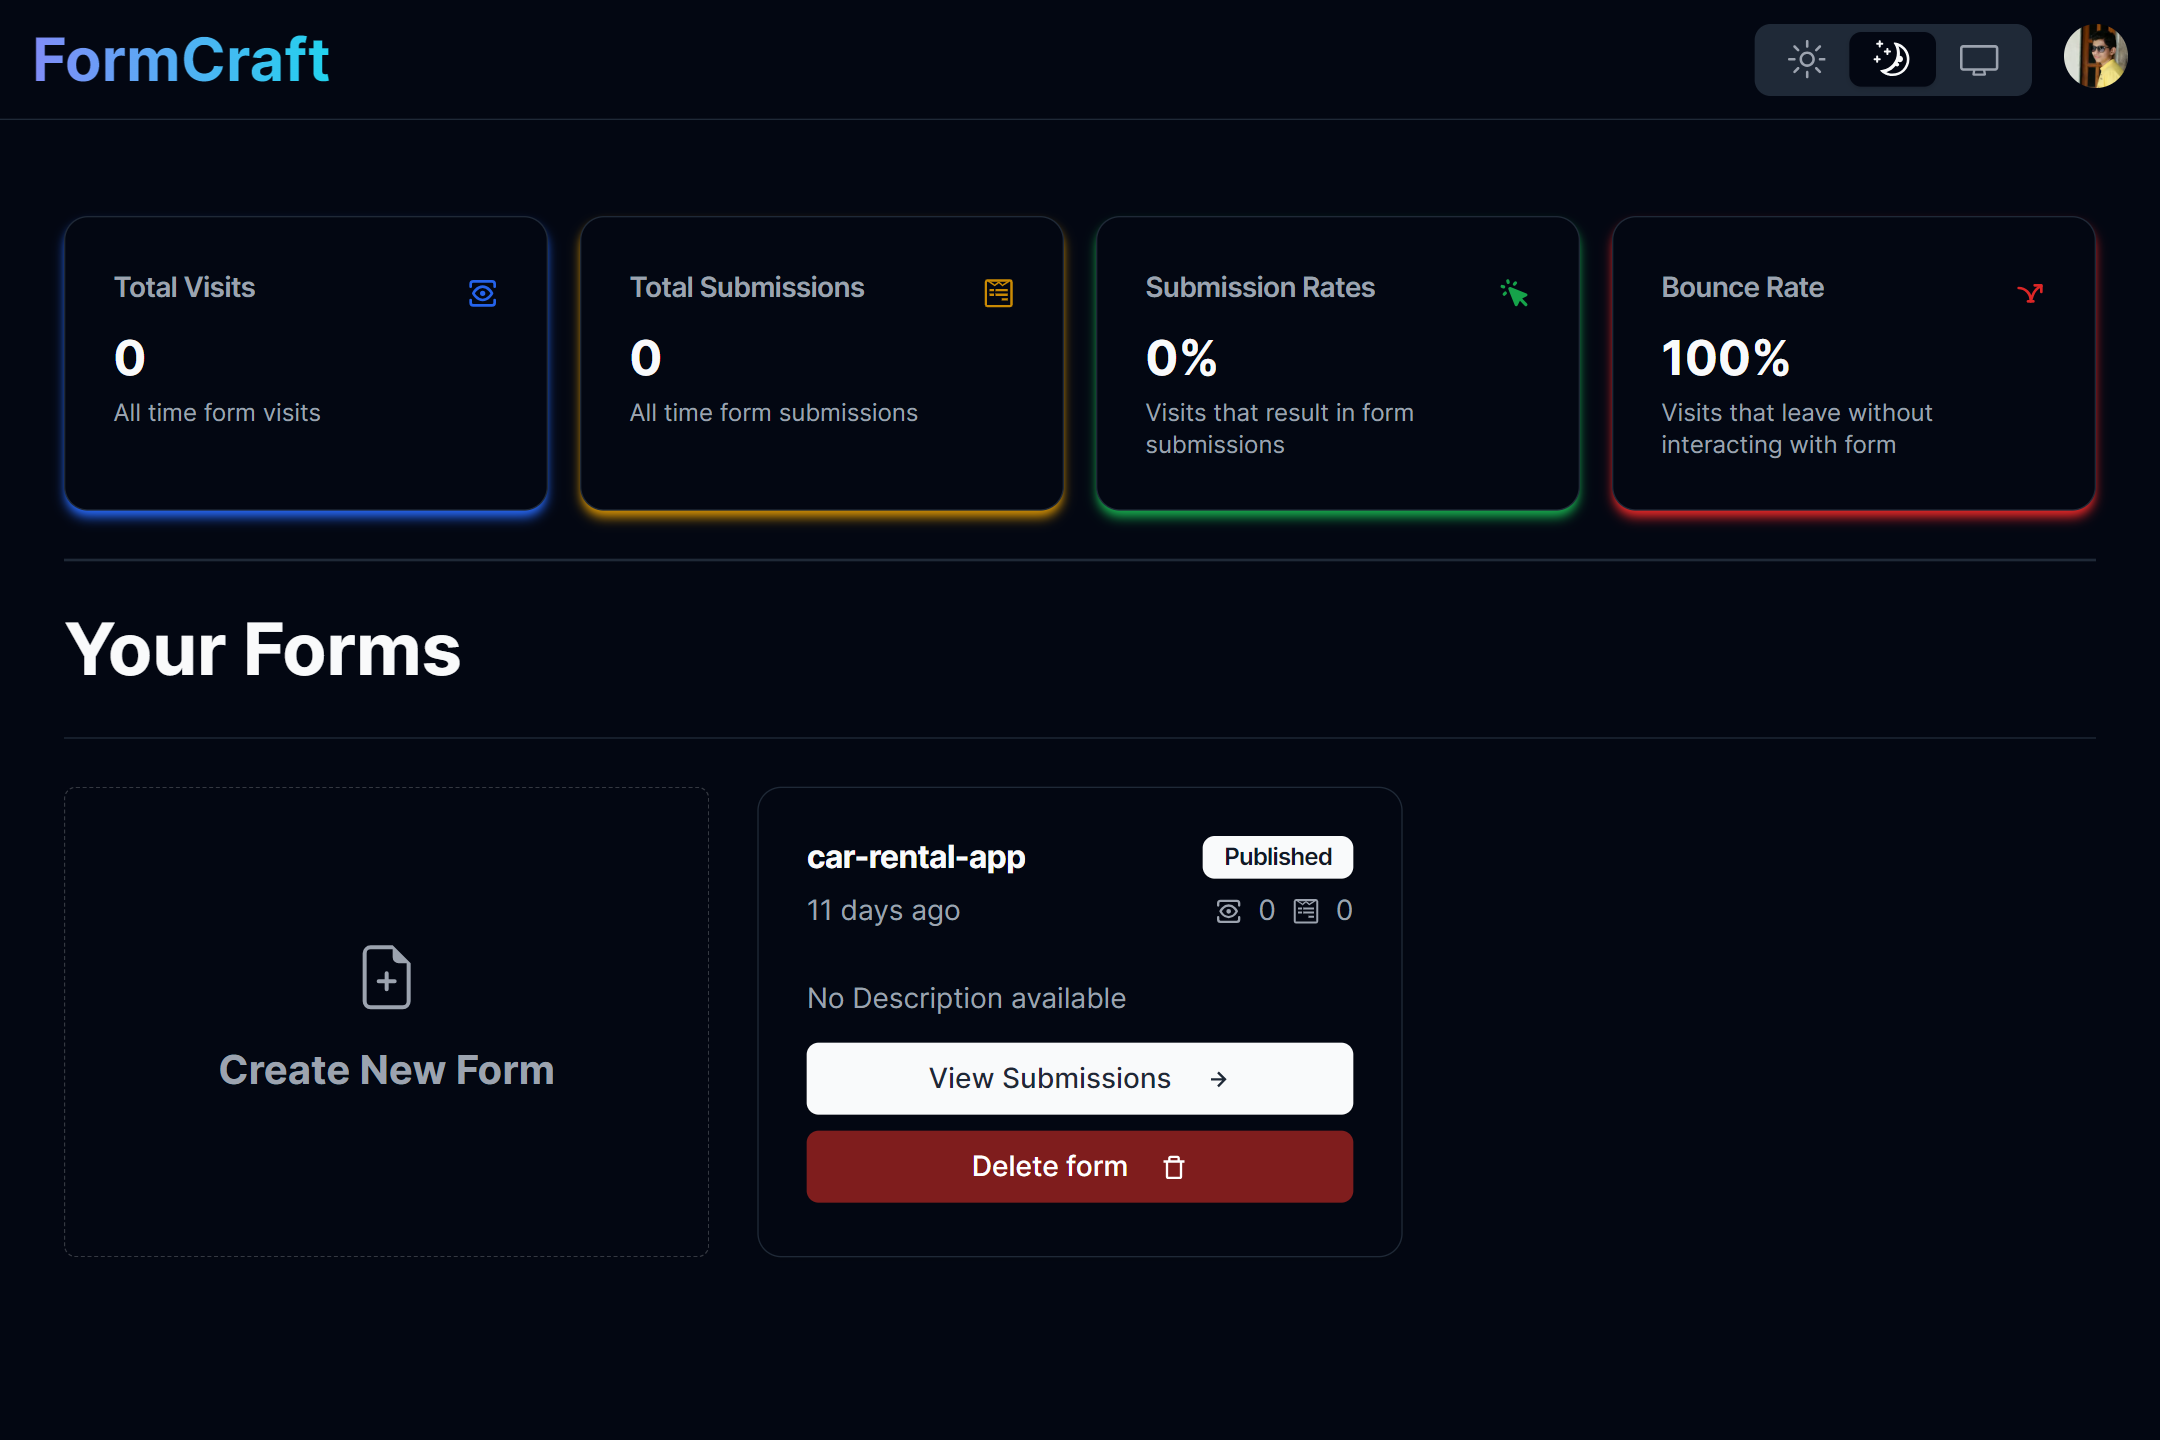 FormCraft
Total Visits
0
All time form visits
Total Submissions
0
All time form submissions
Submission Rates
0%
Visits that result in form
submissions
Bounce Rate
100%
Visits that leave without
interacting with form
Your Forms
Create New Form
car-rental-app
Published
11 days ago
0 0
No Description available
View Submissions
Delete form